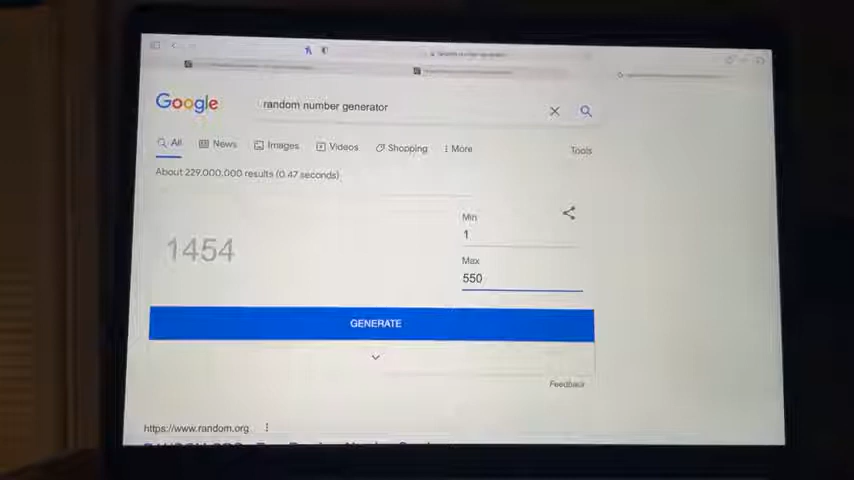 Google
random number generator
All
News
Images
Videos
Shopping
More
Tools
About 229,000,000 results (0.47 seconds)
Min
1
1454
Max
550
GENERATE
Feedback
https://www.random.org